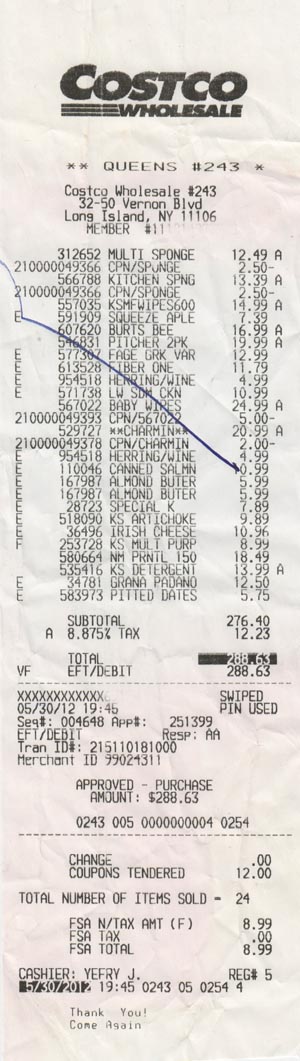 COSTCO
WHOLESALE
** QUEENS #243 *
Costco Wholesale #243
32-50 Vernon Blvd
Long Island, NY 11106
MEMBER
312652 MULTI SPONGE 12.49 A
210000049366 CPN/SPONGE 2.50-
566788 KITCHEN SPNG 13.39 A
210000049366 CPN/SPONGE 2.50-
557035 KSMFWIPES600 14.99 A
E 591909 SQUEEZE APLE 7.39
607620 BURTS BEE 16.99 A
546831 PITCHER 2PK 19.99 A
E 577307 FAGE GRK VAR 12.99
E 613528 FIBER ONE 11.79
E 954518 HERRING/WINE 4.99
E 571738 LW SDM CKN 10.99
567022 BABY WIPES 24.99 A
210000049393 CPN/567022 5.00-
529727 **CHARMIN** 20.99 A
210000049378 CPN/CHARMIN 2.00-
E 954518 HERRING/WINE 4.99
E 110046 CANNED SALMN 0.99
E 167987 ALMOND BUTER 5.99
E 167987 ALMOND BUTER 5.99
E 28723 SPECIAL K 7.89
E 518090 KS ARTICHOKE 9.89
E 36496 IRISH CHEESE 10.96
F 253728 KS MULT PURP 8.99
580664 NM PRNTL 150 18.49
535416 KS DETERGENT 13.99 A
E 34781 GRANA PADANO 12.50
E 583973 PITTED DATES 5.75
SUBTOTAL 276.40
A 8.875% TAX 12.23
TOTAL 288.63
VF EFT/DEBIT 288.63
XXXXXXXXXXXX SWIPED
05/30/12 19:45 PIN USED
Seq#: 004648 App#: 251399
EFT/DEBIT Resp: AA
Tran ID#: 215110181000
Merchant ID 99024311
APPROVED - PURCHASE
AMOUNT: $288.63
0243 005 0000000004 0254
CHANGE .00
COUPONS TENDERED 12.00
TOTAL NUMBER OF ITEMS SOLD = 24
FSA N/TAX AMT (F) 8.99
FSA TAX .00
FSA TOTAL 8.99
CASHIER: YEFRY J. REG# 5
5/30/2012 19:45 0243 05 0254 4
Thank You!
Come Again